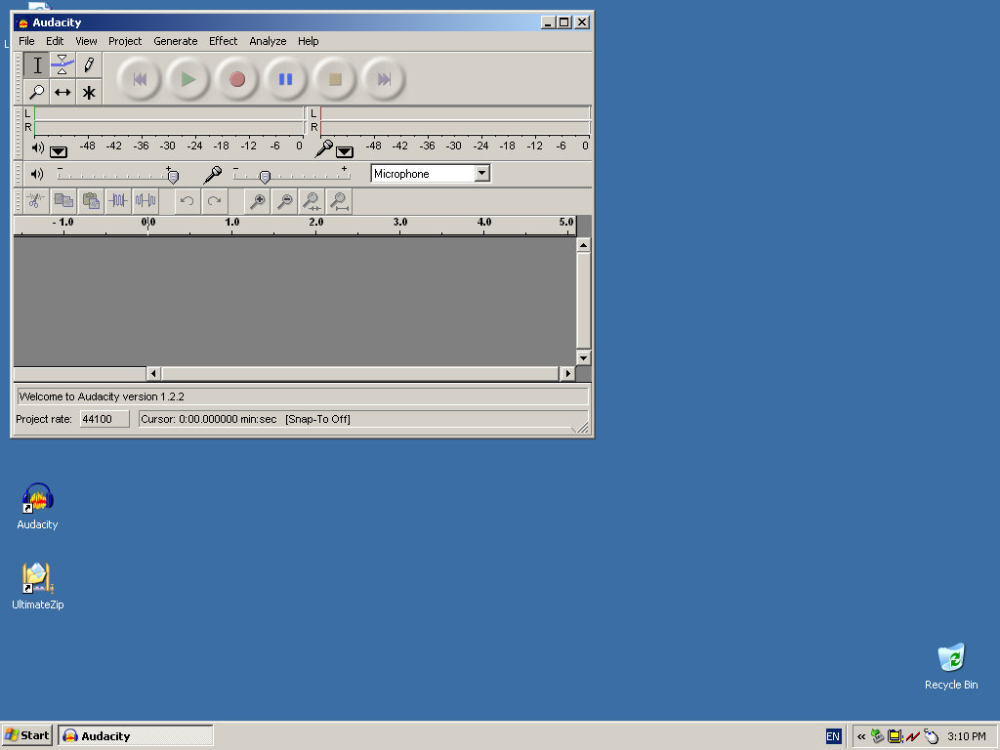 Audacity
File Edit View Project Generate Effect Analyze Help
L L
R R
-48 -42 -36 -30 -24 -18 -12 -6 0 -48 -42 -36 -30 -24 -18 -12 -6 0
- + - + Microphone
- 1.0 0.0 1.0 2.0 3.0 4.0 5.0
Welcome to Audacity version 1.2.2
Project rate: 44100 Cursor: 0:00.000000 min:sec [Snap-To Off]
L
Audacity
UltimateZip
Recycle Bin
Start Audacity EN « 3:10 PM